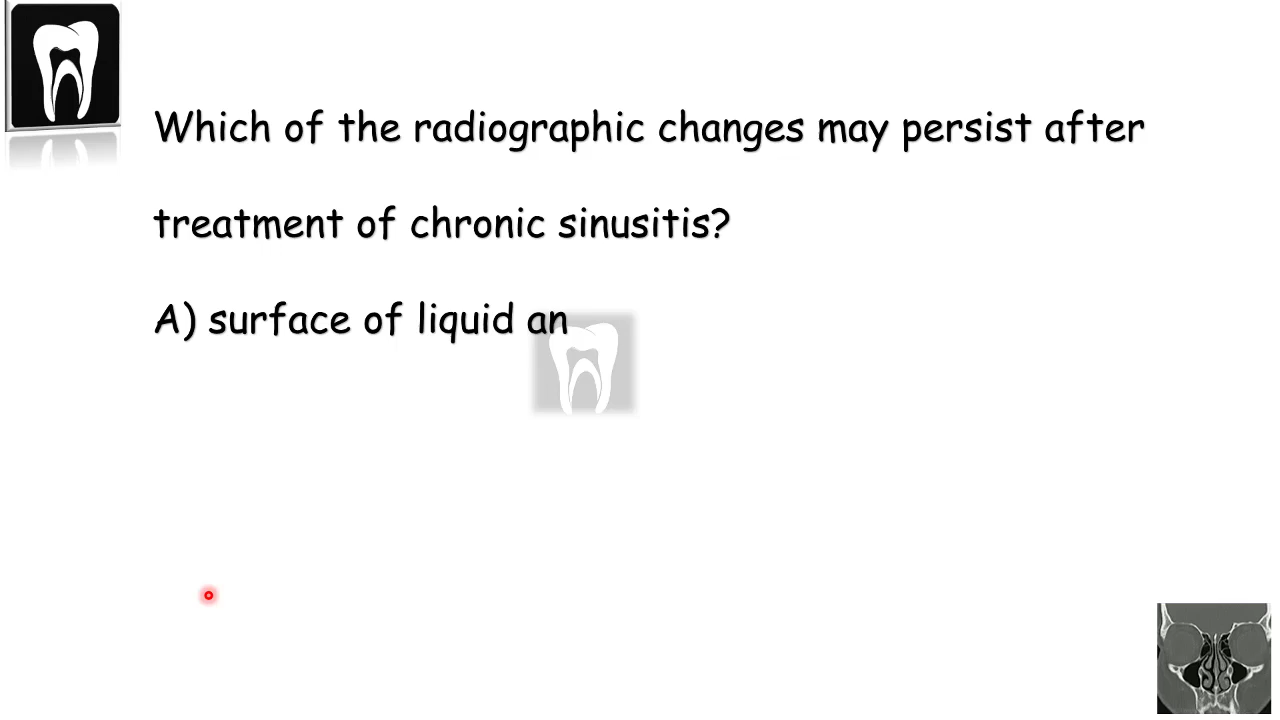 Which of the radiographic changes may persist after
treatment of chronic sinusitis?
A) surface of liquid an